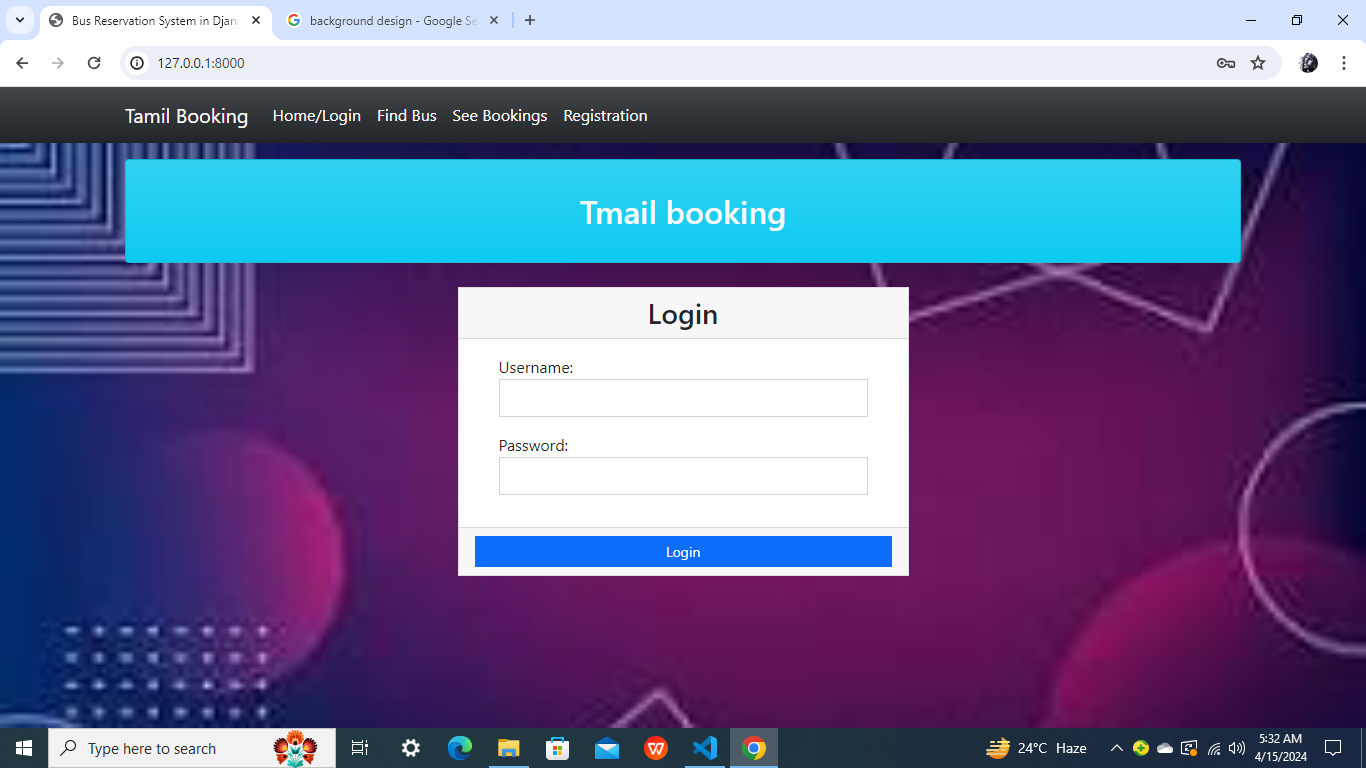 Bus Reservation System in Djan
background design - Google Se
127.0.0.1:8000
Tamil Booking
Home/Login
Find Bus
See Bookings
Registration
Tmail booking
Login
Username:
Password:
Login
Type here to search
24°C Haze
5:32 AM
4/15/2024